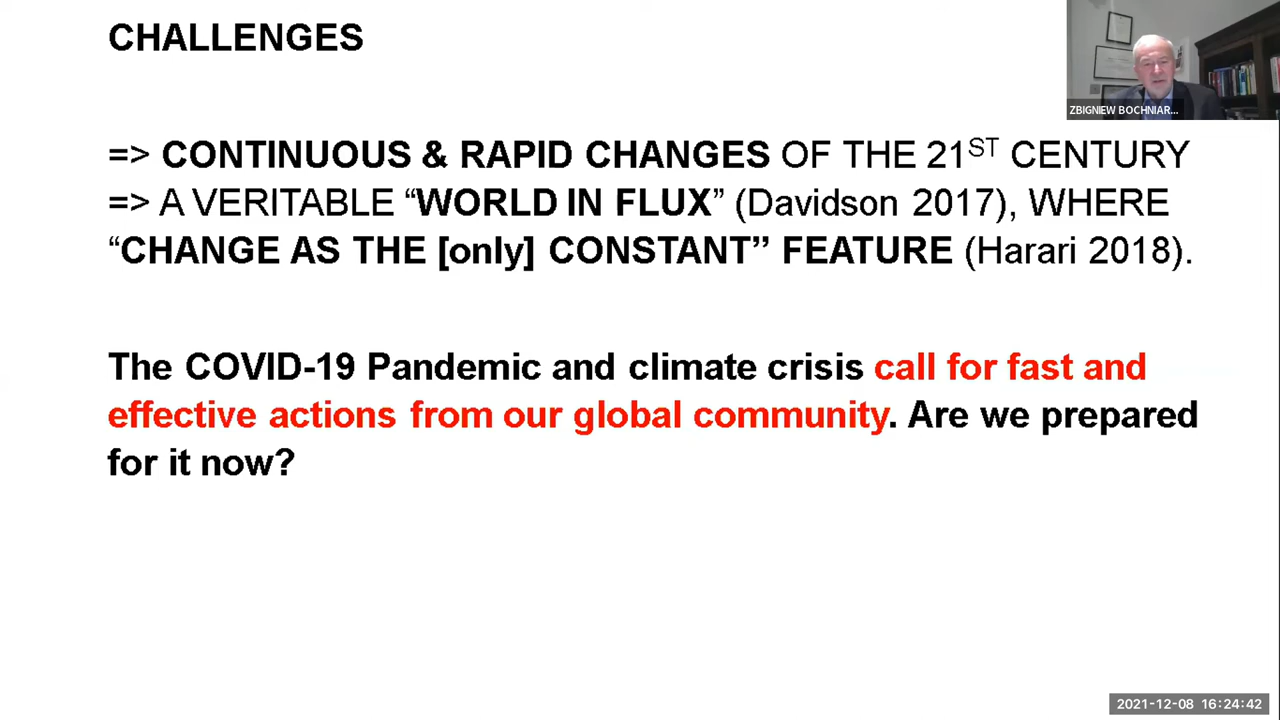 CHALLENGES
ZBIGNIEW BOCHNIAR...
=> CONTINUOUS & RAPID CHANGES OF THE 21ST CENTURY
=> A VERITABLE “WORLD IN FLUX” (Davidson 2017), WHERE
“CHANGE AS THE [only] CONSTANT” FEATURE (Harari 2018).
The COVID-19 Pandemic and climate crisis call for fast and
effective actions from our global community. Are we prepared
for it now?
2021-12-08 16:24:42